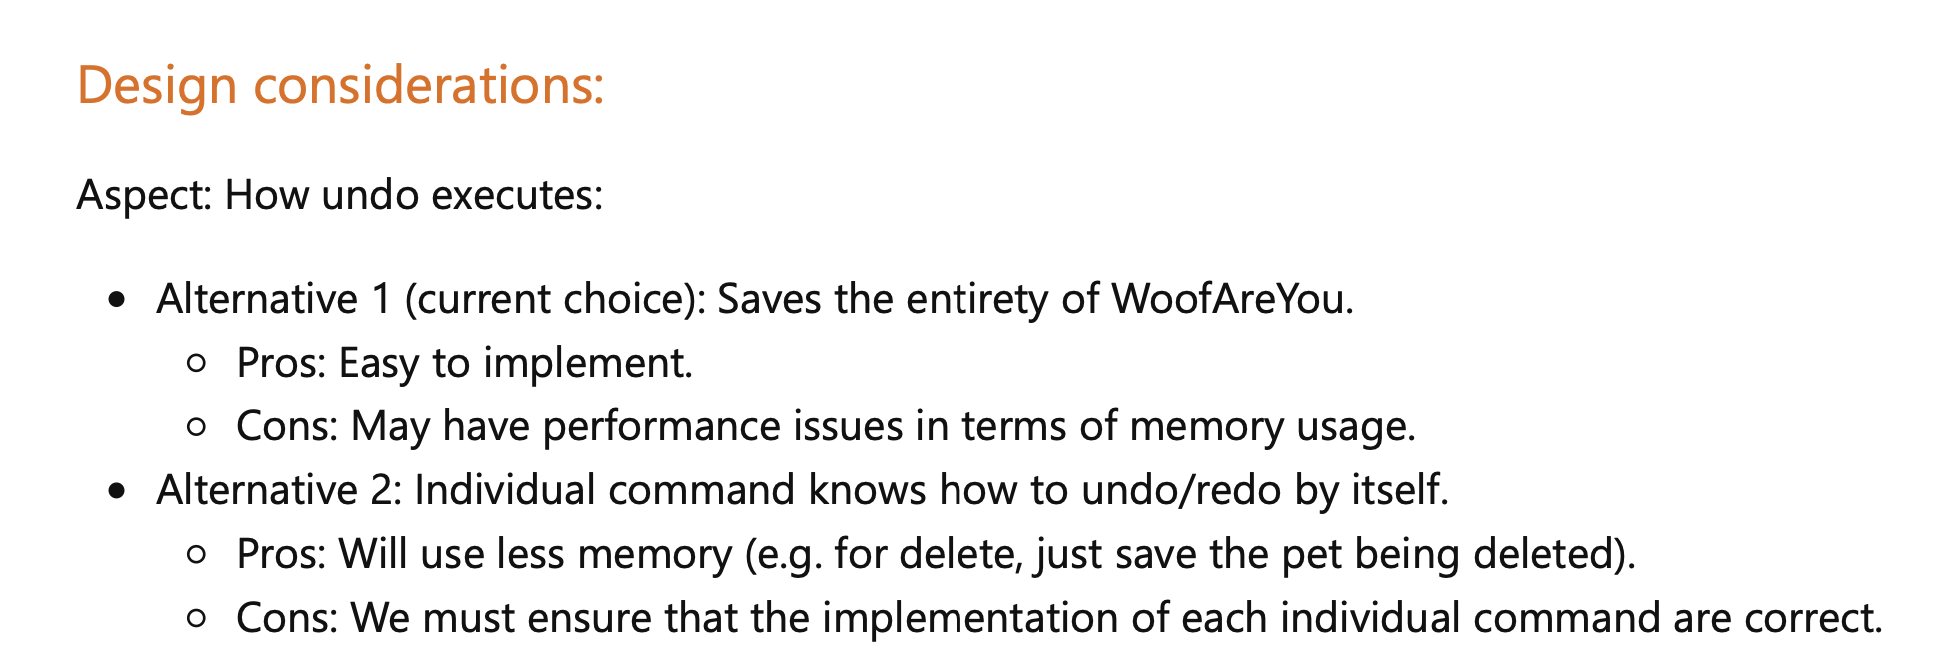 Design considerations:
Aspect: How undo executes:
• Alternative 1 (current choice): Saves the entirety of WoofAreYou.
○ Pros: Easy to implement.
○ Cons: May have performance issues in terms of memory usage.
• Alternative 2: Individual command knows how to undo/redo by itself.
○ Pros: Will use less memory (e.g. for delete, just save the pet being deleted).
○ Cons: We must ensure that the implementation of each individual command are correct.